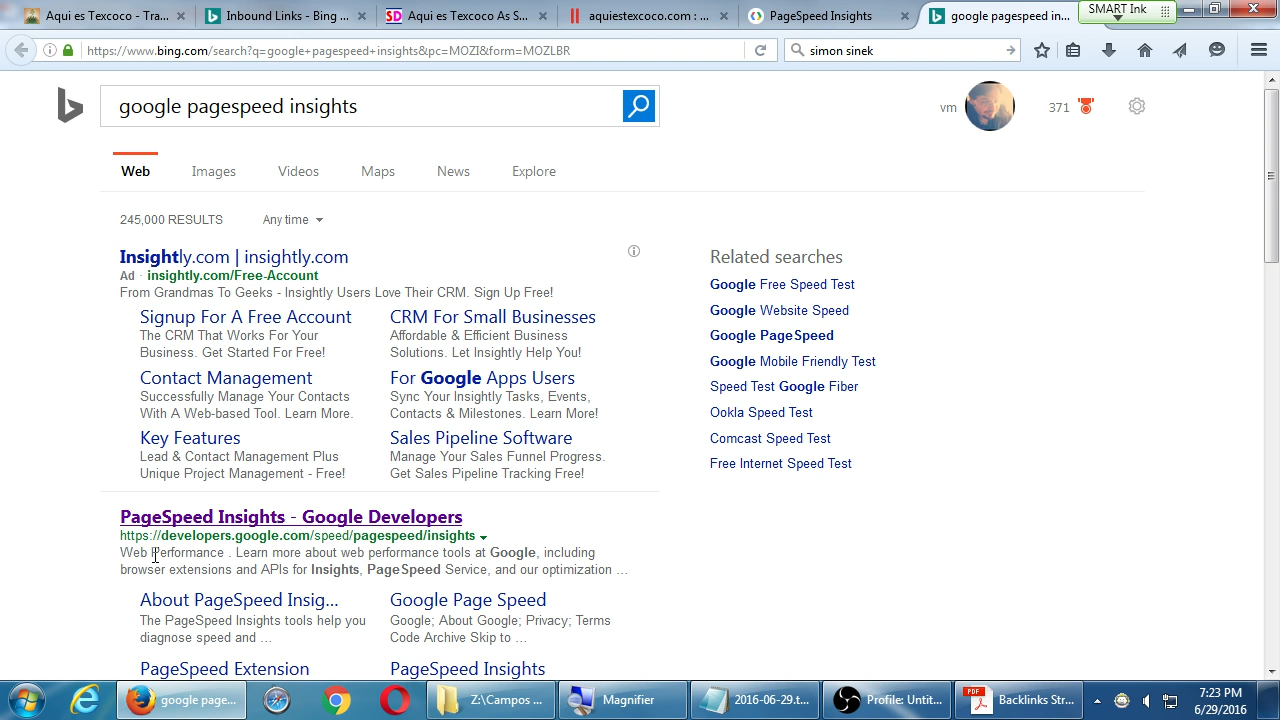 Aqui es Texcoco - Tra...
Inbound Links - Bing ...
Aqui es Texcoco As S...
aquiestexcoco.com : ...
PageSpeed Insights
google pagespeed in...
SMART Ink
https://www.bing.com/search?q=google+pagespeed+insights&pc=MOZI&form=MOZLBR
simon sinek
google pagespeed insights
vm
371
Web
Images
Videos
Maps
News
Explore
245,000 RESULTS
Any time
Insightly.com | insightly.com
Ad · insightly.com/Free-Account
From Grandmas To Geeks - Insightly Users Love Their CRM. Sign Up Free!
Signup For A Free Account
The CRM That Works For Your
Business. Get Started For Free!
CRM For Small Businesses
Affordable & Efficient Business
Solutions. Let Insightly Help You!
Contact Management
Successfully Manage Your Contacts
With A Web-based Tool. Learn More.
For Google Apps Users
Sync Your Insightly Tasks, Events,
Contacts & Milestones. Learn More!
Key Features
Lead & Contact Management Plus
Unique Project Management - Free!
Sales Pipeline Software
Manage Your Sales Funnel Progress.
Get Sales Pipeline Tracking Free!
Related searches
Google Free Speed Test
Google Website Speed
Google PageSpeed
Google Mobile Friendly Test
Speed Test Google Fiber
Ookla Speed Test
Comcast Speed Test
Free Internet Speed Test
PageSpeed Insights - Google Developers
https://developers.google.com/speed/pagespeed/insights
Web Performance . Learn more about web performance tools at Google, including
browser extensions and APIs for Insights, PageSpeed Service, and our optimization ...
About PageSpeed Insig...
The PageSpeed Insights tools help you
diagnose speed and ...
Google Page Speed
Google; About Google; Privacy; Terms
Code Archive Skip to ...
PageSpeed Extension
PageSpeed Insights
google page...
Z:\Campos ...
Magnifier
2016-06-29.t...
Profile: Untit...
PDF
Backlinks Str...
7:23 PM
6/29/2016